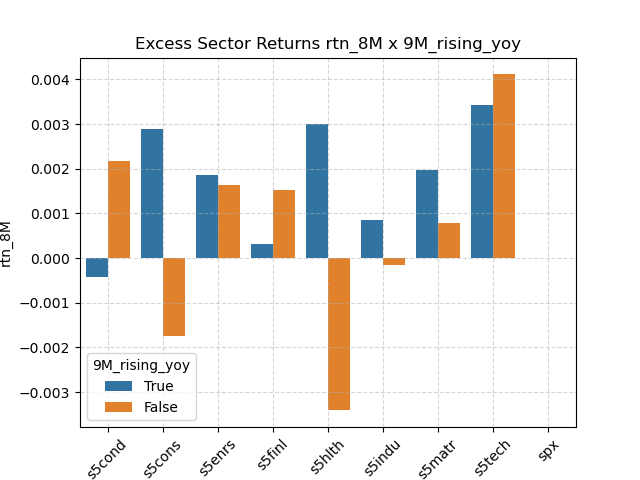 Excess Sector Returns rtn_8M x 9M_rising_yoy
rtn_8M
0.004
0.003
0.002
0.001
0.000
−0.001
−0.002
−0.003
9M_rising_yoy
True
False
s5cond
s5cons
s5enrs
s5finl
s5hlth
s5indu
s5matr
s5tech
spx